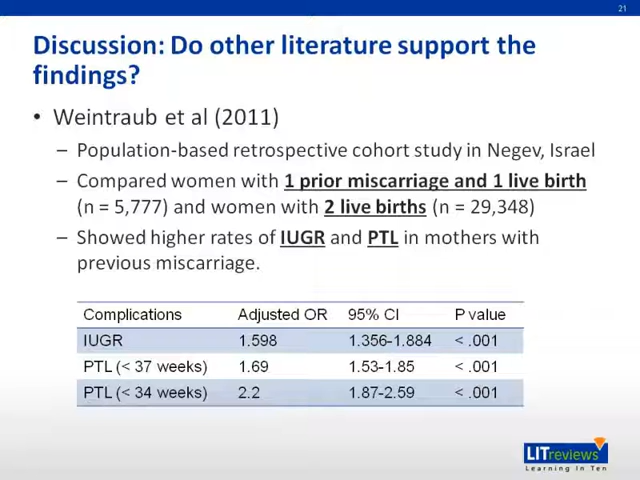 21
Discussion: Do other literature support the
findings?
• Weintraub et al (2011)
– Population-based retrospective cohort study in Negev, Israel
– Compared women with 1 prior miscarriage and 1 live birth
(n = 5,777) and women with 2 live births (n = 29,348)
– Showed higher rates of IUGR and PTL in mothers with
previous miscarriage.
Complications Adjusted OR 95% CI P value
IUGR 1.598 1.356-1.884 < .001
PTL (< 37 weeks) 1.69 1.53-1.85 < .001
PTL (< 34 weeks) 2.2 1.87-2.59 < .001
LITreviews
Learning In Ten